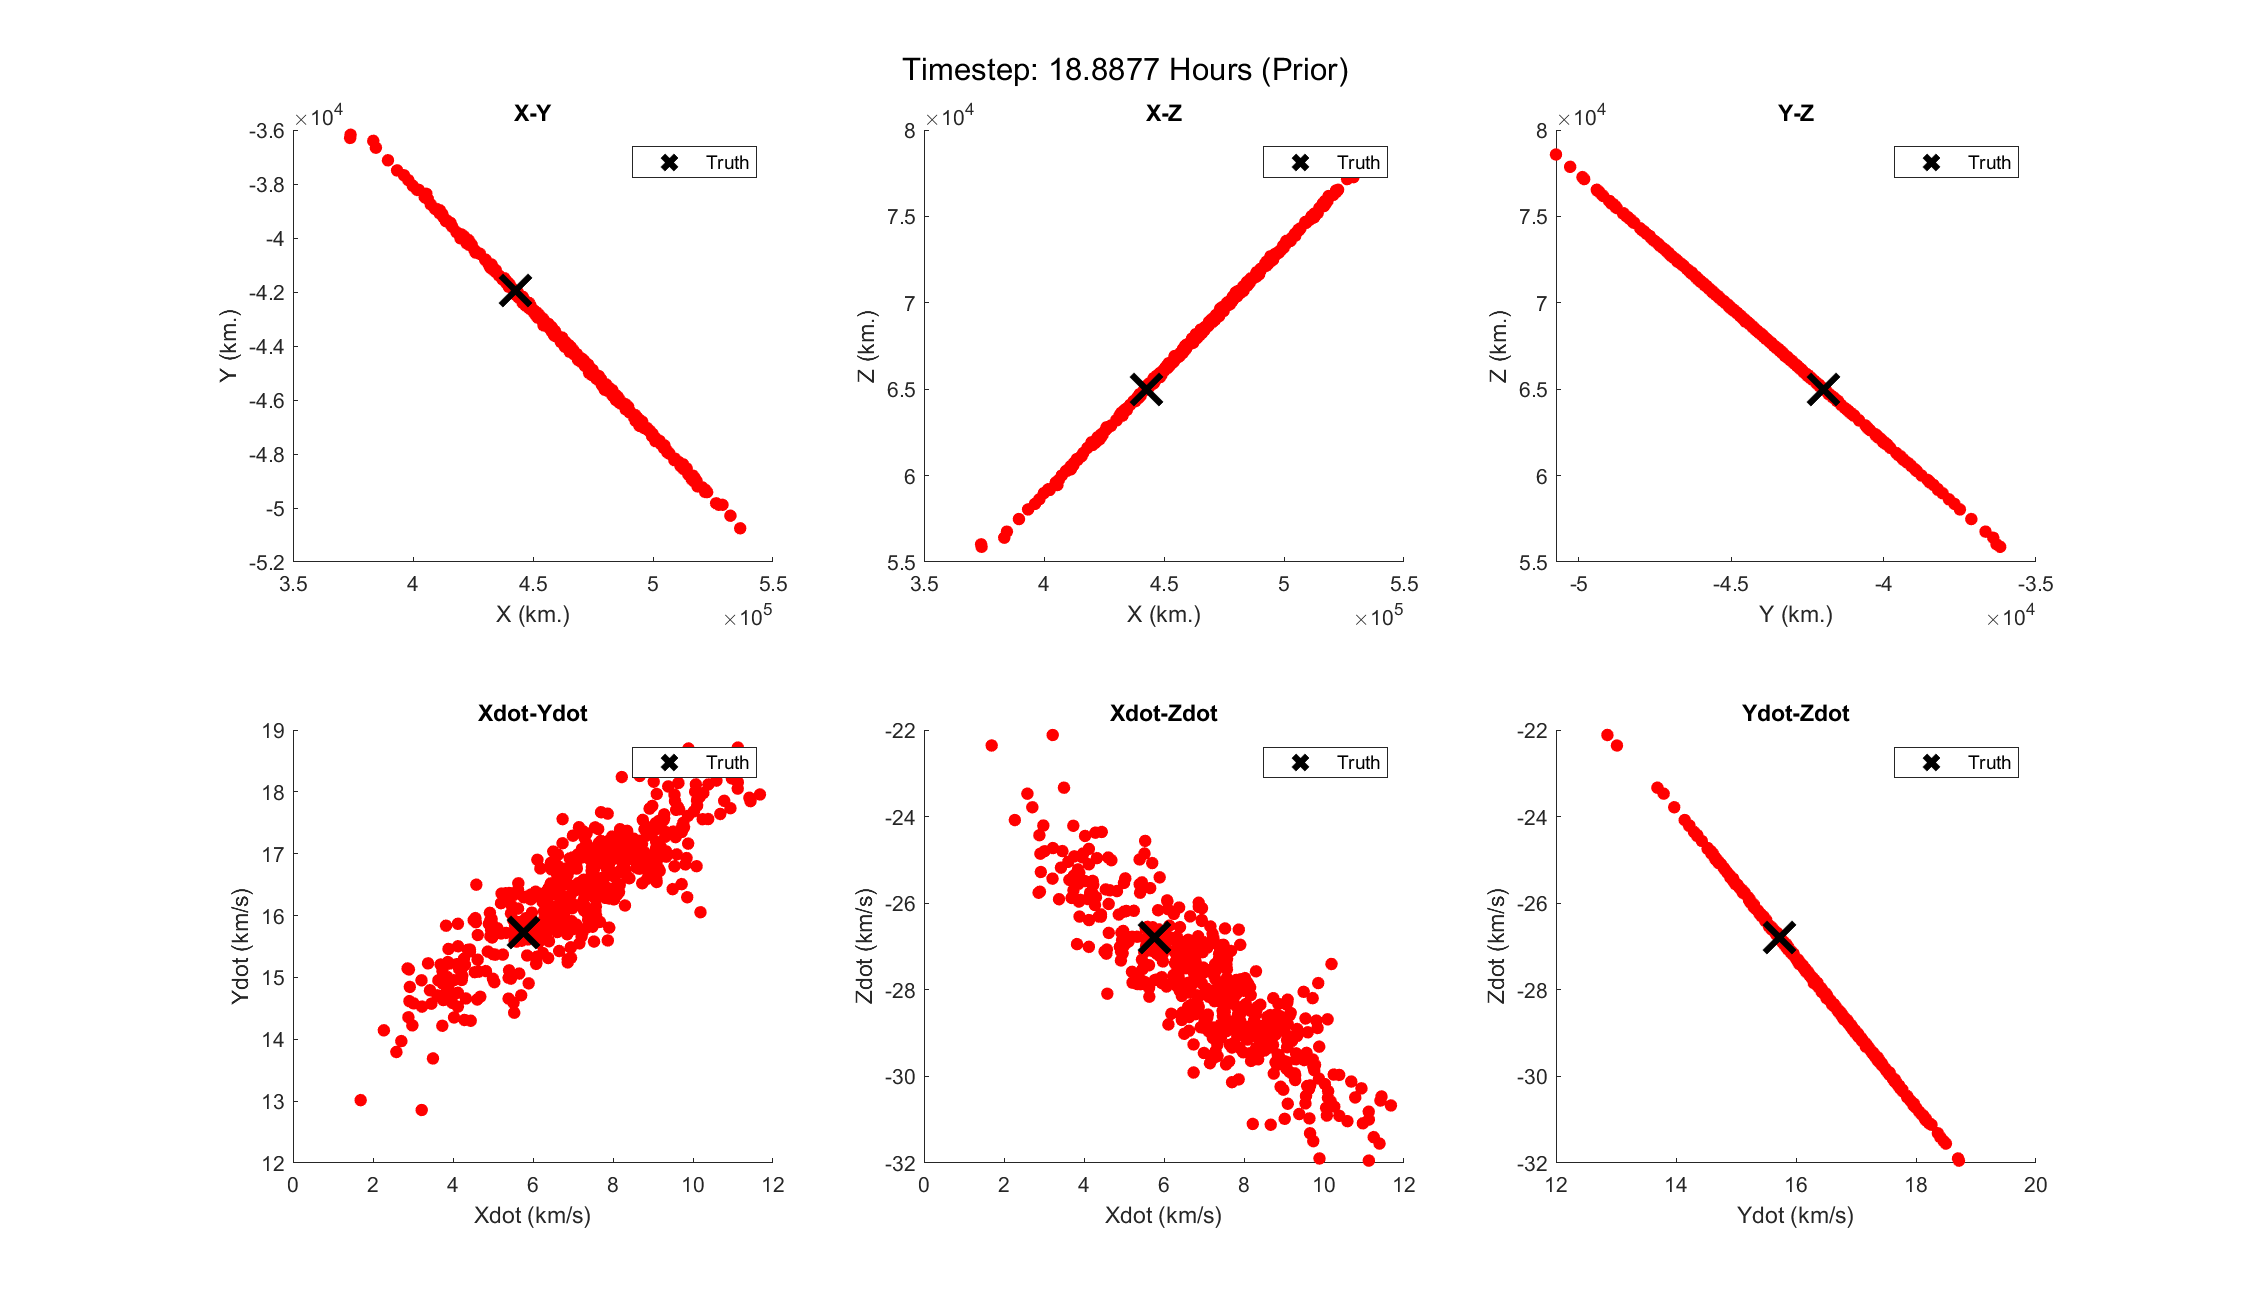 Timestep: 18.8877 Hours (Prior)
X-Y
×10^4
-3.6
-3.8
-4
-4.2
-4.4
-4.6
-4.8
-5
-5.2
Y (km.)
3.5 4 4.5 5 5.5
X (km.)
×10^5
Truth
X-Z
×10^4
8
7.5
7
6.5
6
5.5
Z (km.)
3.5 4 4.5 5 5.5
X (km.)
×10^5
Truth
Y-Z
×10^4
8
7.5
7
6.5
6
5.5
Z (km.)
-5 -4.5 -4 -3.5
Y (km.)
×10^4
Truth
Xdot-Ydot
19
18
17
16
15
14
13
12
Ydot (km/s)
0 2 4 6 8 10 12
Xdot (km/s)
Truth
Xdot-Zdot
-22
-24
-26
-28
-30
-32
Zdot (km/s)
0 2 4 6 8 10 12
Xdot (km/s)
Truth
Ydot-Zdot
-22
-24
-26
-28
-30
-32
Zdot (km/s)
12 14 16 18 20
Ydot (km/s)
Truth